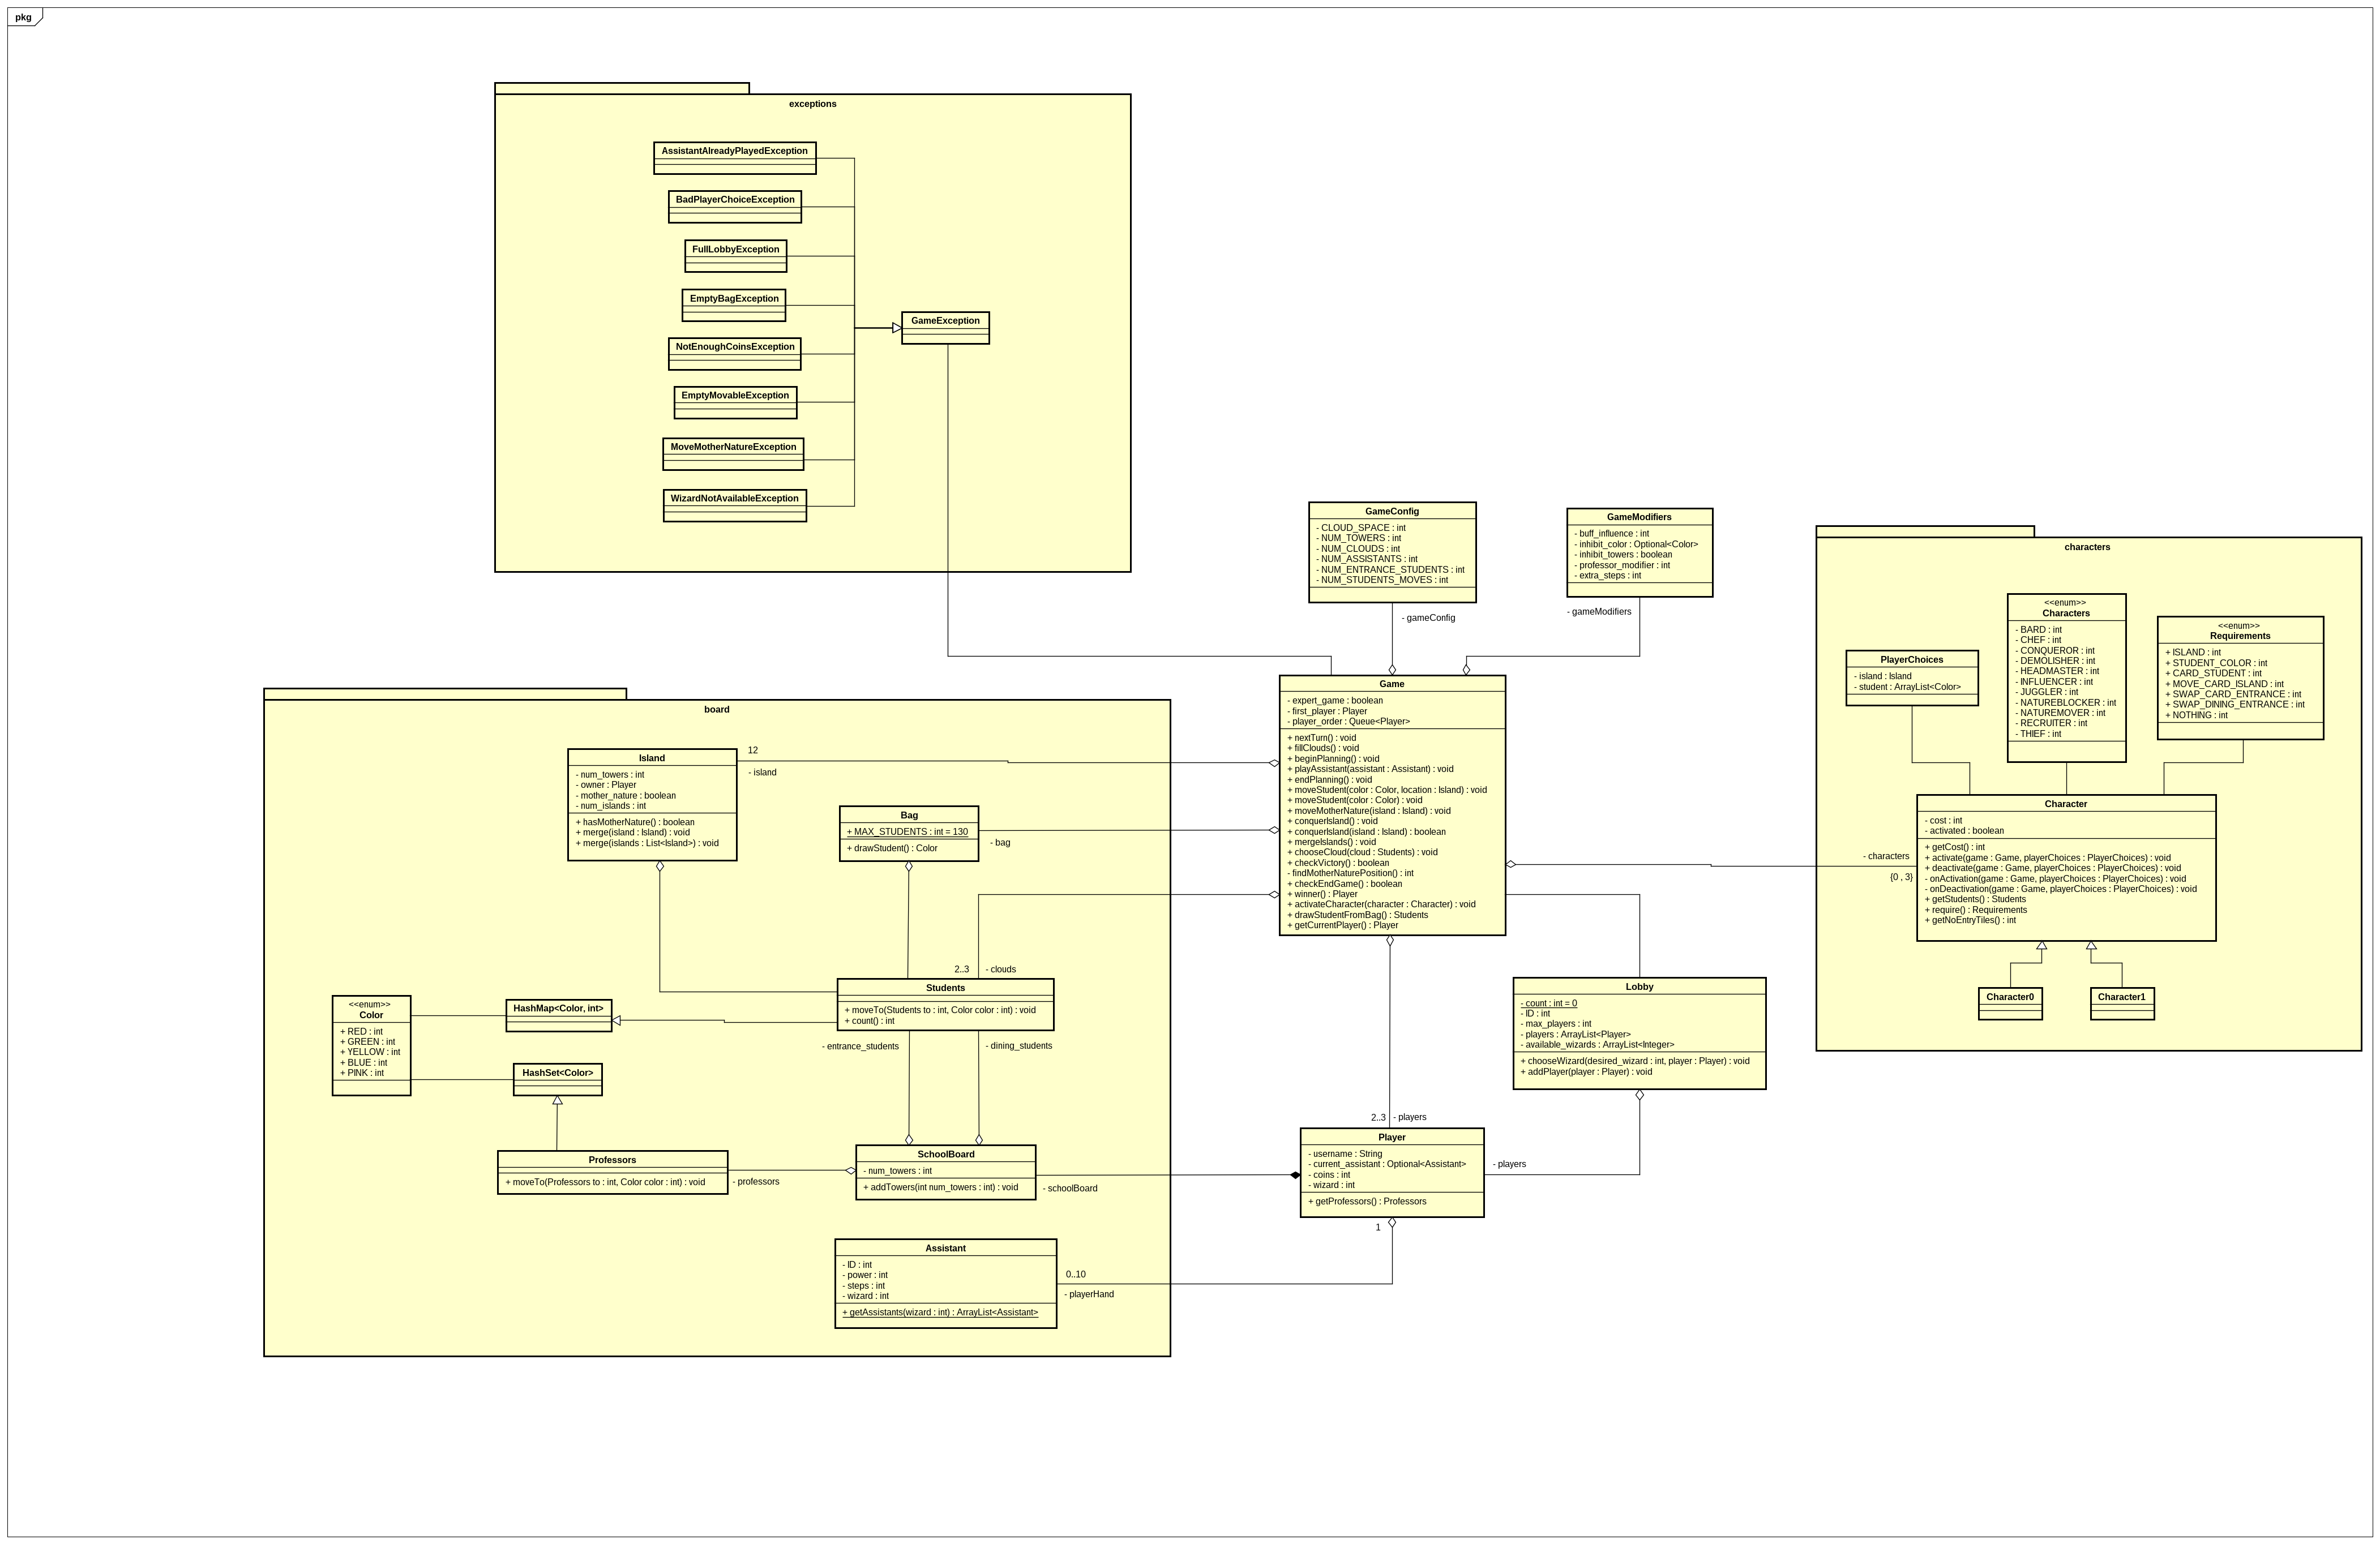 pkg
exceptions
AssistantAlreadyPlayedException
BadPlayerChoiceException
FullLobbyException
EmptyBagException
GameException
NotEnoughCoinsException
EmptyMovableException
MoveMotherNatureException
WizardNotAvailableException
GameConfig
- CLOUD_SPACE : int
- NUM_TOWERS : int
- NUM_CLOUDS : int
- NUM_ASSISTANTS : int
- NUM_ENTRANCE_STUDENTS : int
- NUM_STUDENTS_MOVES : int
- gameConfig
GameModifiers
- buff_influence : int
- inhibit_color : Optional<Color>
- inhibit_towers : boolean
- professor_modifier : int
- extra_steps : int
- gameModifiers
characters
PlayerChoices
- island : Island
- student : ArrayList<Color>
<<enum>>
Characters
- BARD : int
- CHEF : int
- CONQUEROR : int
- DEMOLISHER : int
- HEADMASTER : int
- INFLUENCER : int
- JUGGLER : int
- NATUREBLOCKER : int
- NATUREMOVER : int
- RECRUITER : int
- THIEF : int
<<enum>>
Requirements
+ ISLAND : int
+ STUDENT_COLOR : int
+ CARD_STUDENT : int
+ MOVE_CARD_ISLAND : int
+ SWAP_CARD_ENTRANCE : int
+ SWAP_DINING_ENTRANCE : int
+ NOTHING : int
Character
- cost : int
- activated : boolean
+ getCost() : int
+ activate(game : Game, playerChoices : PlayerChoices) : void
+ deactivate(game : Game, playerChoices : PlayerChoices) : void
- onActivation(game : Game, playerChoices : PlayerChoices) : void
- onDeactivation(game : Game, playerChoices : PlayerChoices) : void
+ getStudents() : Students
+ require() : Requirements
+ getNoEntryTiles() : int
- characters
{0 , 3}
Character0
Character1
Game
- expert_game : boolean
- first_player : Player
- player_order : Queue<Player>
+ nextTurn() : void
+ fillClouds() : void
+ beginPlanning() : void
+ playAssistant(assistant : Assistant) : void
+ endPlanning() : void
+ moveStudent(color : Color, location : Island) : void
+ moveStudent(color : Color) : void
+ moveMotherNature(island : Island) : void
+ conquerIsland() : void
+ conquerIsland(island : Island) : boolean
+ mergeIslands() : void
+ chooseCloud(cloud : Students) : void
+ checkVictory() : boolean
- findMotherNaturePosition() : int
+ checkEndGame() : boolean
+ winner() : Player
+ activateCharacter(character : Character) : void
+ drawStudentFromBag() : Students
+ getCurrentPlayer() : Player
board
Island
- num_towers : int
- owner : Player
- mother_nature : boolean
- num_islands : int
+ hasMotherNature() : boolean
+ merge(island : Island) : void
+ merge(islands : List<Island>) : void
12
- island
Bag
+ MAX_STUDENTS : int = 130
+ drawStudent() : Color
- bag
2..3
- clouds
Students
+ moveTo(Students to : int, Color color : int) : void
+ count() : int
<<enum>>
Color
+ RED : int
+ GREEN : int
+ YELLOW : int
+ BLUE : int
+ PINK : int
HashMap<Color, int>
HashSet<Color>
- entrance_students
- dining_students
Professors
+ moveTo(Professors to : int, Color color : int) : void
- professors
SchoolBoard
- num_towers : int
+ addTowers(int num_towers : int) : void
- schoolBoard
Assistant
- ID : int
- power : int
- steps : int
- wizard : int
+ getAssistants(wizard : int) : ArrayList<Assistant>
0..10
- playerHand
Lobby
- count : int = 0
- ID : int
- max_players : int
- players : ArrayList<Player>
- available_wizards : ArrayList<Integer>
+ chooseWizard(desired_wizard : int, player : Player) : void
+ addPlayer(player : Player) : void
2..3
- players
Player
- username : String
- current_assistant : Optional<Assistant>
- coins : int
- wizard : int
+ getProfessors() : Professors
- players
1